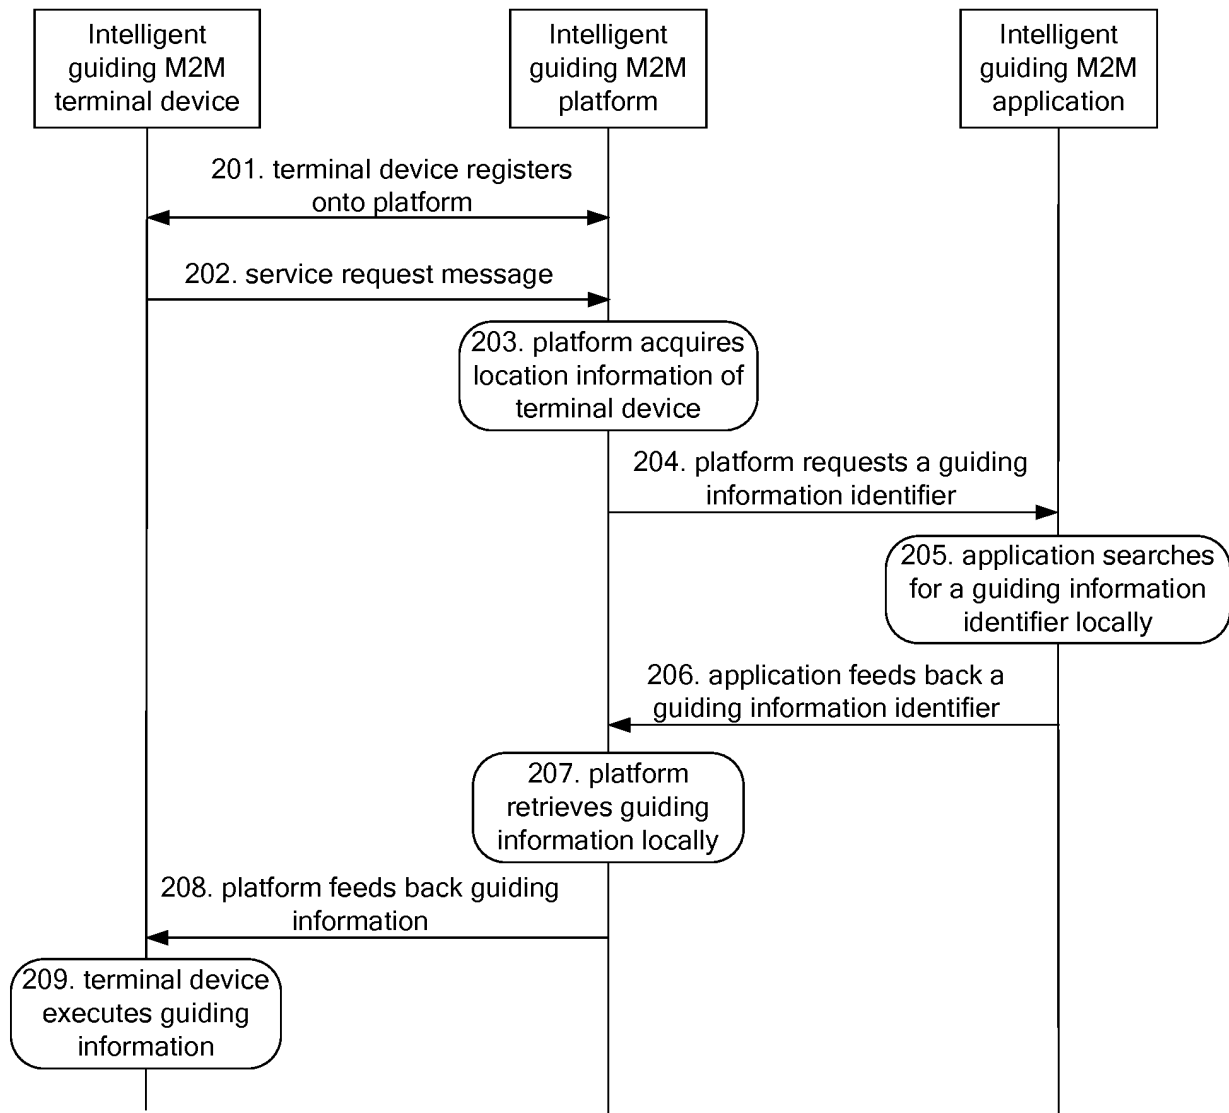 Intelligent
guiding M2M
terminal device
Intelligent
guiding M2M
platform
Intelligent
guiding M2M
application
201. terminal device registers
onto platform
202. service request message
203. platform acquires
location information of
terminal device
204. platform requests a guiding
information identifier
205. application searches
for a guiding information
identifier locally
206. application feeds back a
guiding information identifier
207. platform
retrieves guiding
information locally
208. platform feeds back guiding
information
209. terminal device
executes guiding
information